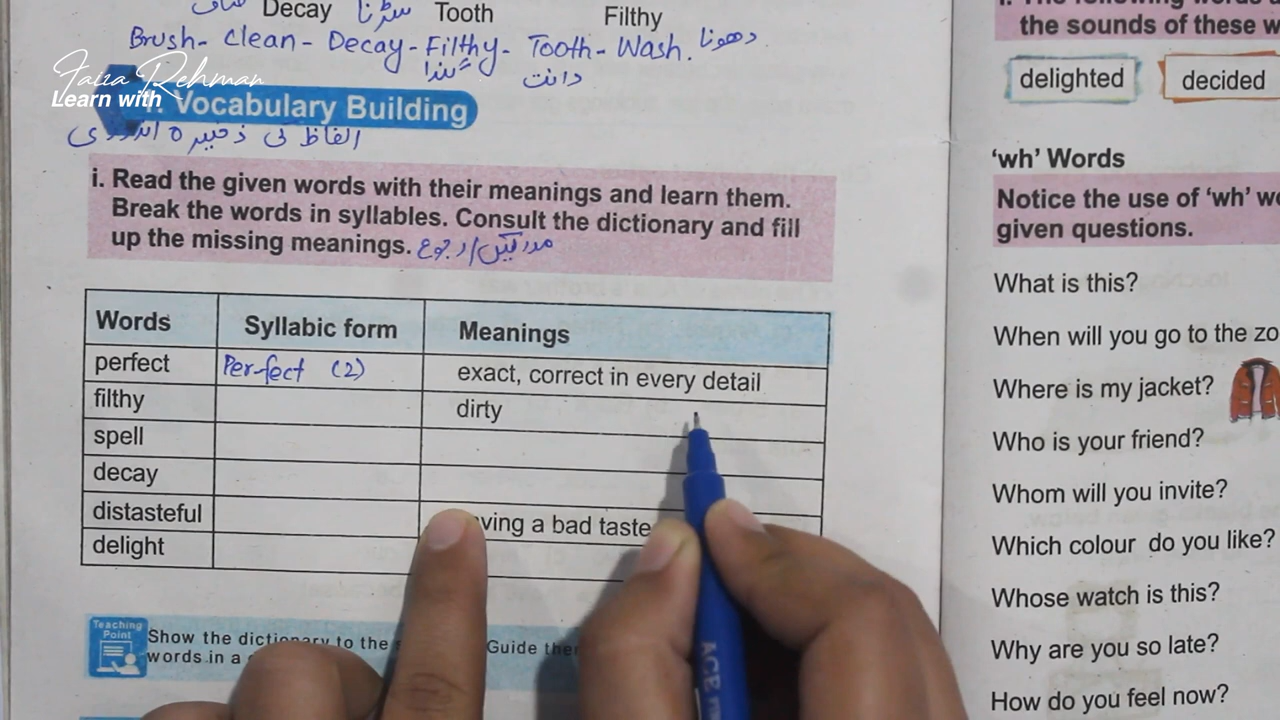 صاف Decay سڑنا Tooth Filthy
Brush- Clean- Decay- Filthy- Tooth- Wash. دھونا
گندا دانت
Faiza Rehman
Learn with
Vocabulary Building
الفاظ کی ذخیرہ اندوزی
i. Read the given words with their meanings and learn them.
Break the words in syllables. Consult the dictionary and fill
up the missing meanings.
Words Syllabic form Meanings
perfect Per-fect (2) exact, correct in every detail
filthy dirty
spell
decay
distasteful ving a bad taste
delight
Teaching Point
Show the dictionary to the Guide
words in a
the sounds of these
delighted decided
‘wh’ Words
Notice the use of ‘wh’
given questions.
What is this?
When will you go to the zo
Where is my jacket?
Who is your friend?
Whom will you invite?
Which colour do you like?
Whose watch is this?
Why are you so late?
How do you feel now?